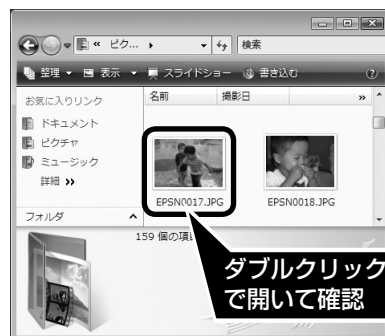 « ピク...
検索
整理 表示 スライドショー 書き込む
お気に入りリンク
ドキュメント
ピクチャ
ミュージック
詳細 »
フォルダ
名前 撮影日 »
EPSN0017.JPG EPSN0018.JPG
159 個の項
ダブルクリック
で開いて確認